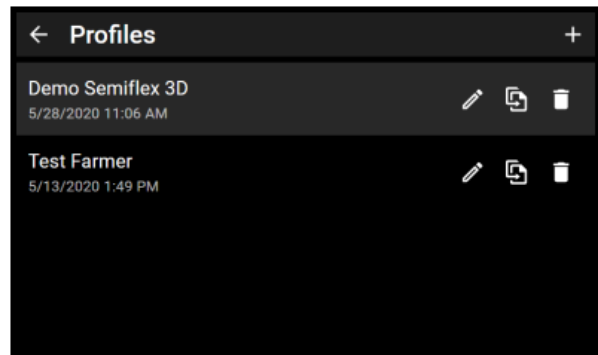 Profiles
Demo Semiflex 3D
5/28/2020 11:06 AM
Test Farmer
5/13/2020 1:49 PM